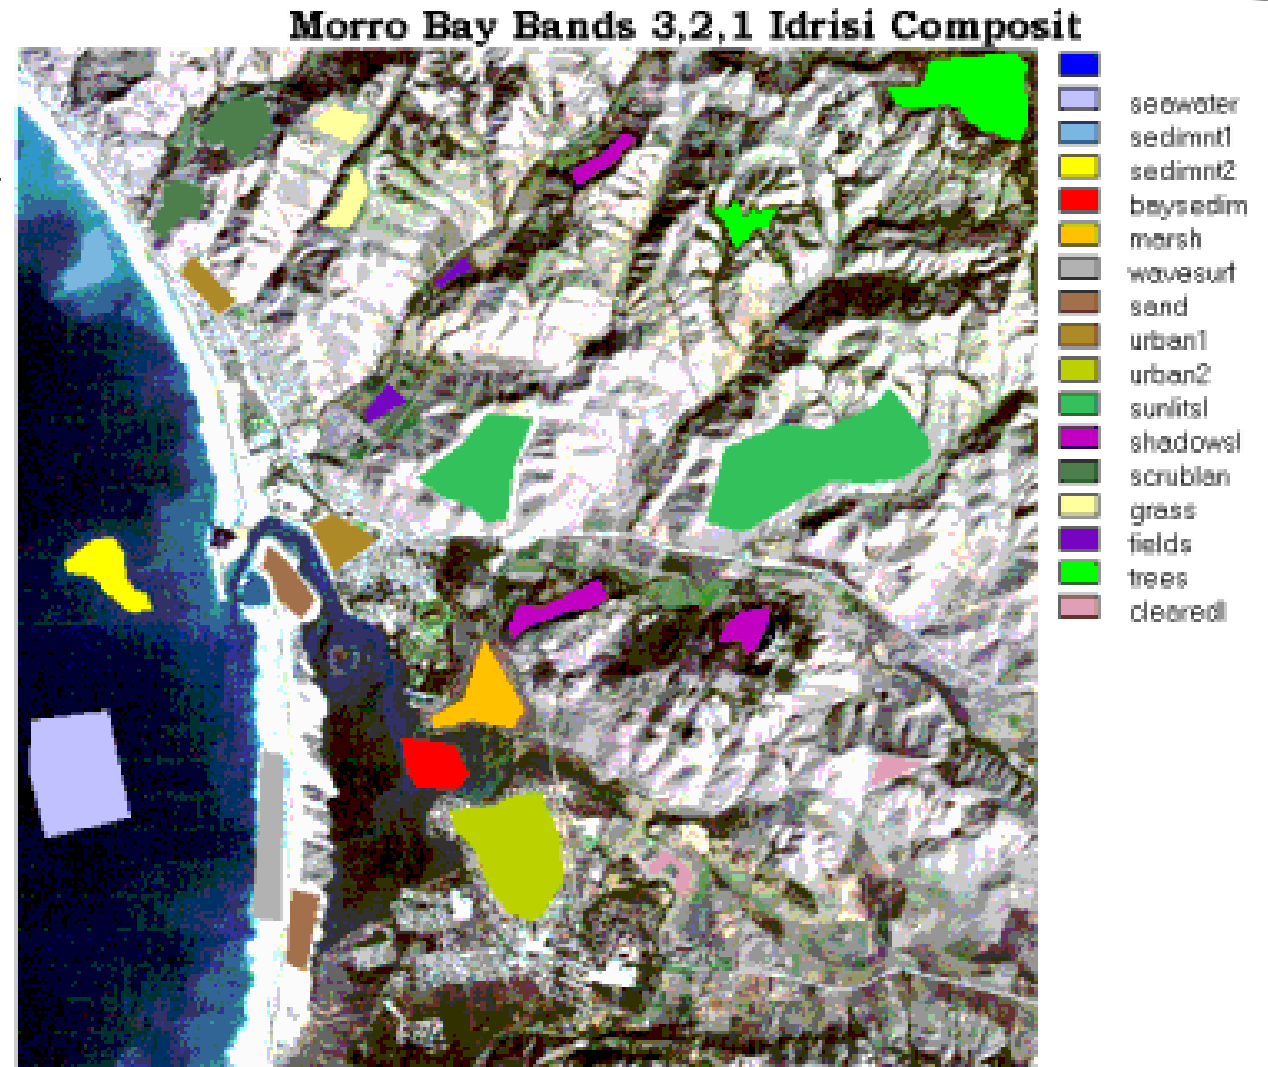 Morro Bay Bands 3,2,1 Idrisi Composit
seawater
sedimnt1
sedimnt2
baysedim
marsh
wavesurf
sand
urban1
urban2
sunlitsl
shadowsl
scrublan
grass
fields
trees
clearedl